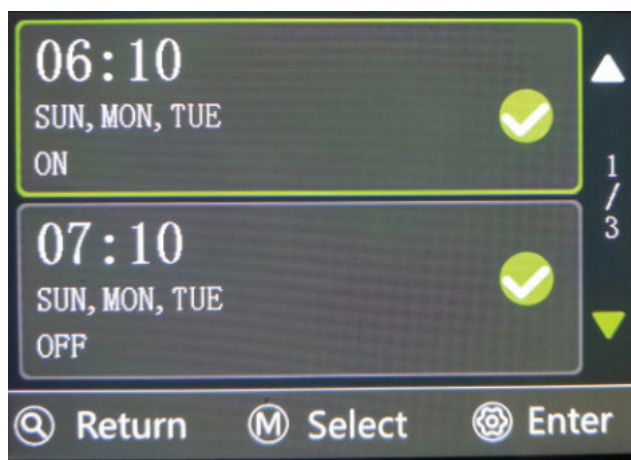 06:10
SUN, MON, TUE
ON
1/3
07:10
SUN, MON, TUE
OFF
M
Return
Select
Enter